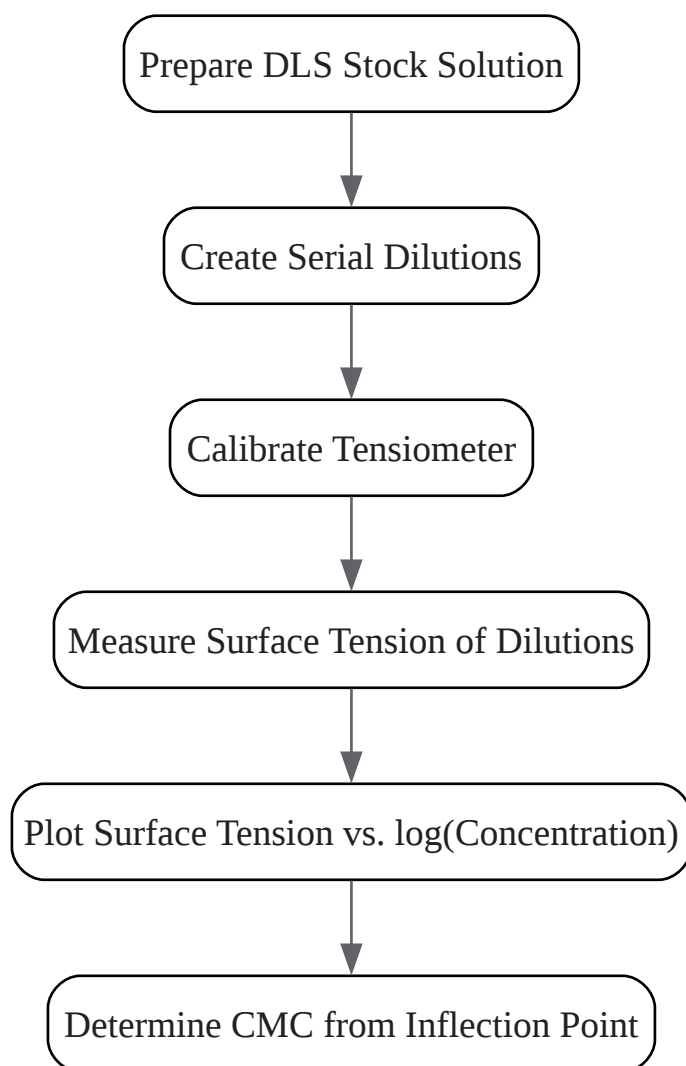 Prepare DLS Stock Solution
Create Serial Dilutions
Calibrate Tensiometer
Measure Surface Tension of Dilutions
Plot Surface Tension vs. log(Concentration)
Determine CMC from Inflection Point